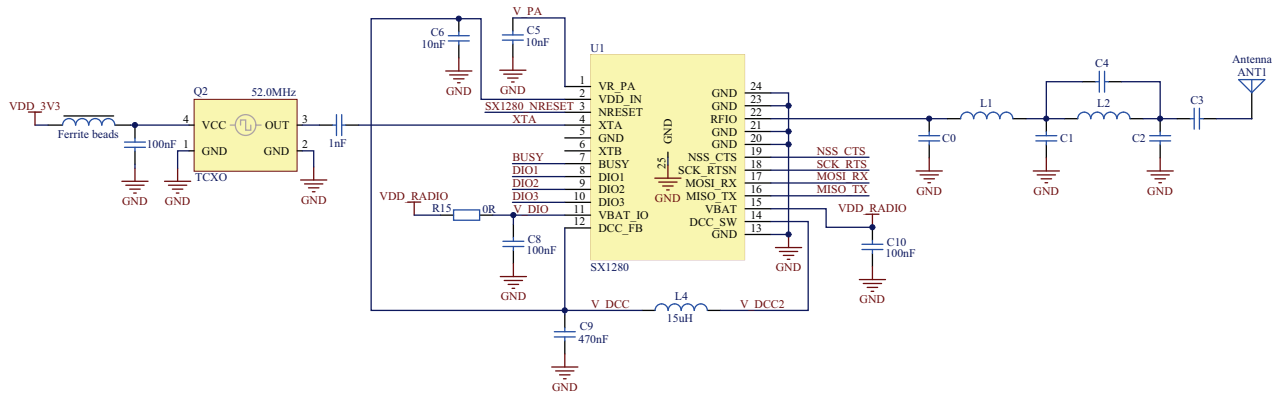 V_PA
C6
10nF
C5
10nF
GND
GND
U1
SX1280
Q2
52.0MHz
VDD_3V3
Ferrite beads
100nF
GND
4
VCC
OUT
3
1
GND
GND
2
TCXO
GND
GND
1nF
SX1280_NRESET
XTA
BUSY
DIO1
DIO2
DIO3
VDD_RADIO
R15
0R
V_DIO
C8
100nF
GND
1
VR_PA
2
VDD_IN
3
NRESET
4
XTA
5
GND
6
XTB
7
BUSY
8
DIO1
9
DIO2
10
DIO3
11
VBAT_IO
12
DCC_FB
GND
25
GND
24
GND
23
GND
22
RFIO
21
GND
20
GND
19
NSS_CTS
18
SCK_RTSN
17
MOSI_RX
16
MISO_TX
15
VBAT
14
DCC_SW
13
GND
NSS_CTS
SCK_RTS
MOSI_RX
MISO_TX
VDD_RADIO
C10
100nF
GND
GND
V_DCC
L4
15uH
V_DCC2
C9
470nF
GND
C0
GND
L1
C1
GND
C4
L2
C2
GND
C3
Antenna
ANT1